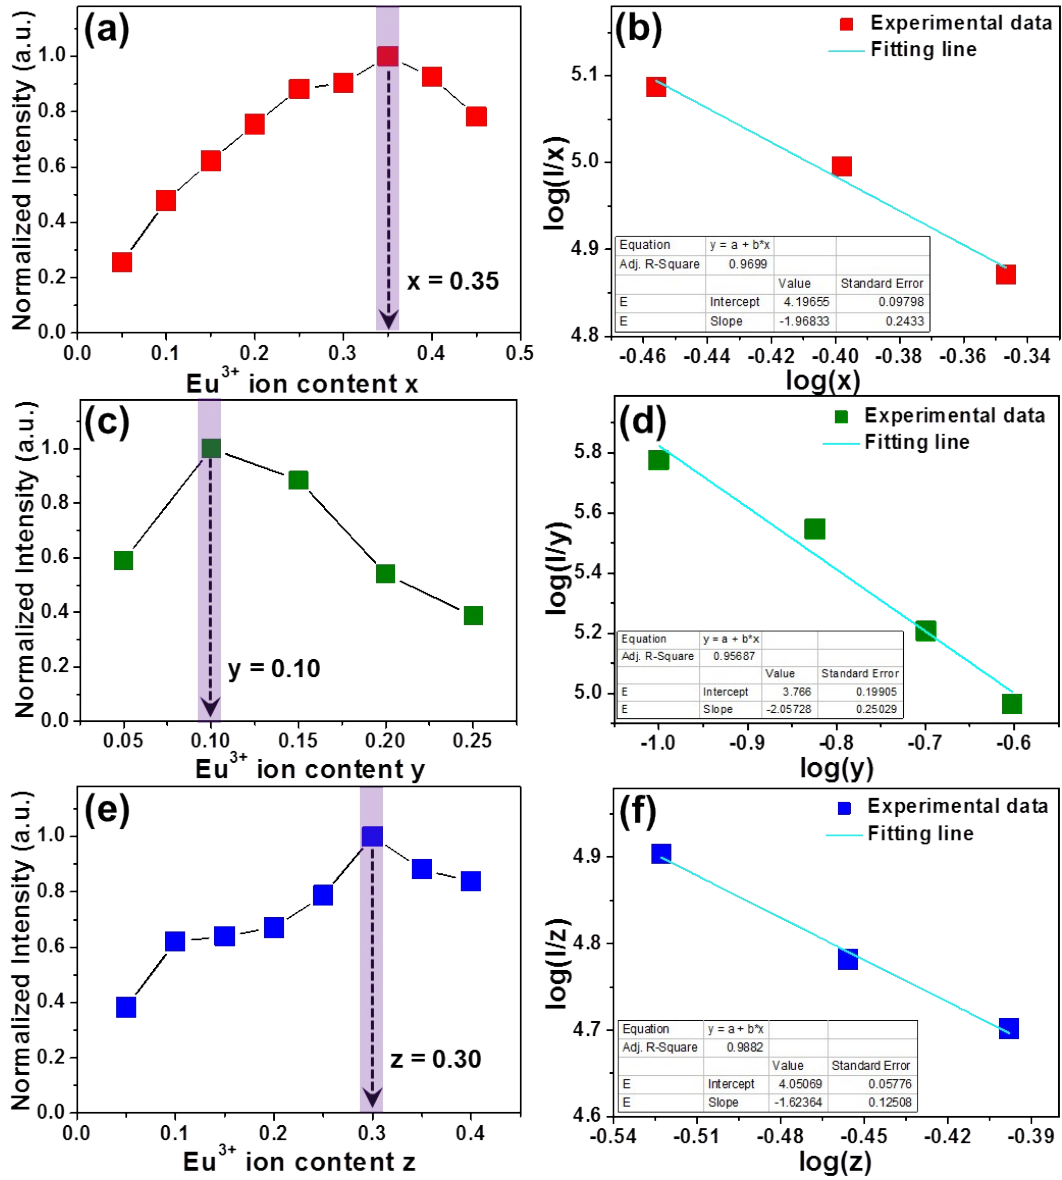 (a)
Normalized Intensity (a.u.)
1.0
0.8
0.6
0.4
0.2
0.0
x = 0.35
0.0 0.1 0.2 0.3 0.4 0.5
Eu³⁺ ion content x
(b)
Experimental data
Fitting line
log(I/x)
5.1
5.0
4.9
4.8
Equation y = a + b*x
Adj. R-Square 0.9699
Value Standard Error
E Intercept 4.19655 0.09798
E Slope -1.96833 0.2433
-0.46 -0.44 -0.42 -0.40 -0.38 -0.36 -0.34
log(x)
(c)
Normalized Intensity (a.u.)
1.0
0.8
0.6
0.4
0.2
0.0
y = 0.10
0.05 0.10 0.15 0.20 0.25
Eu³⁺ ion content y
(d)
Experimental data
Fitting line
log(I/y)
5.8
5.6
5.4
5.2
5.0
Equation y = a + b*x
Adj. R-Square 0.95687
Value Standard Error
E Intercept 3.766 0.19905
E Slope -2.05728 0.25029
-1.0 -0.9 -0.8 -0.7 -0.6
log(y)
(e)
Normalized Intensity (a.u.)
1.0
0.8
0.6
0.4
0.2
0.0
z = 0.30
0.0 0.1 0.2 0.3 0.4
Eu³⁺ ion content z
(f)
Experimental data
Fitting line
log(I/z)
4.9
4.8
4.7
4.6
Equation y = a + b*x
Adj. R-Square 0.9882
Value Standard Error
E Intercept 4.05069 0.05776
E Slope -1.62364 0.12508
-0.54 -0.51 -0.48 -0.45 -0.42 -0.39
log(z)